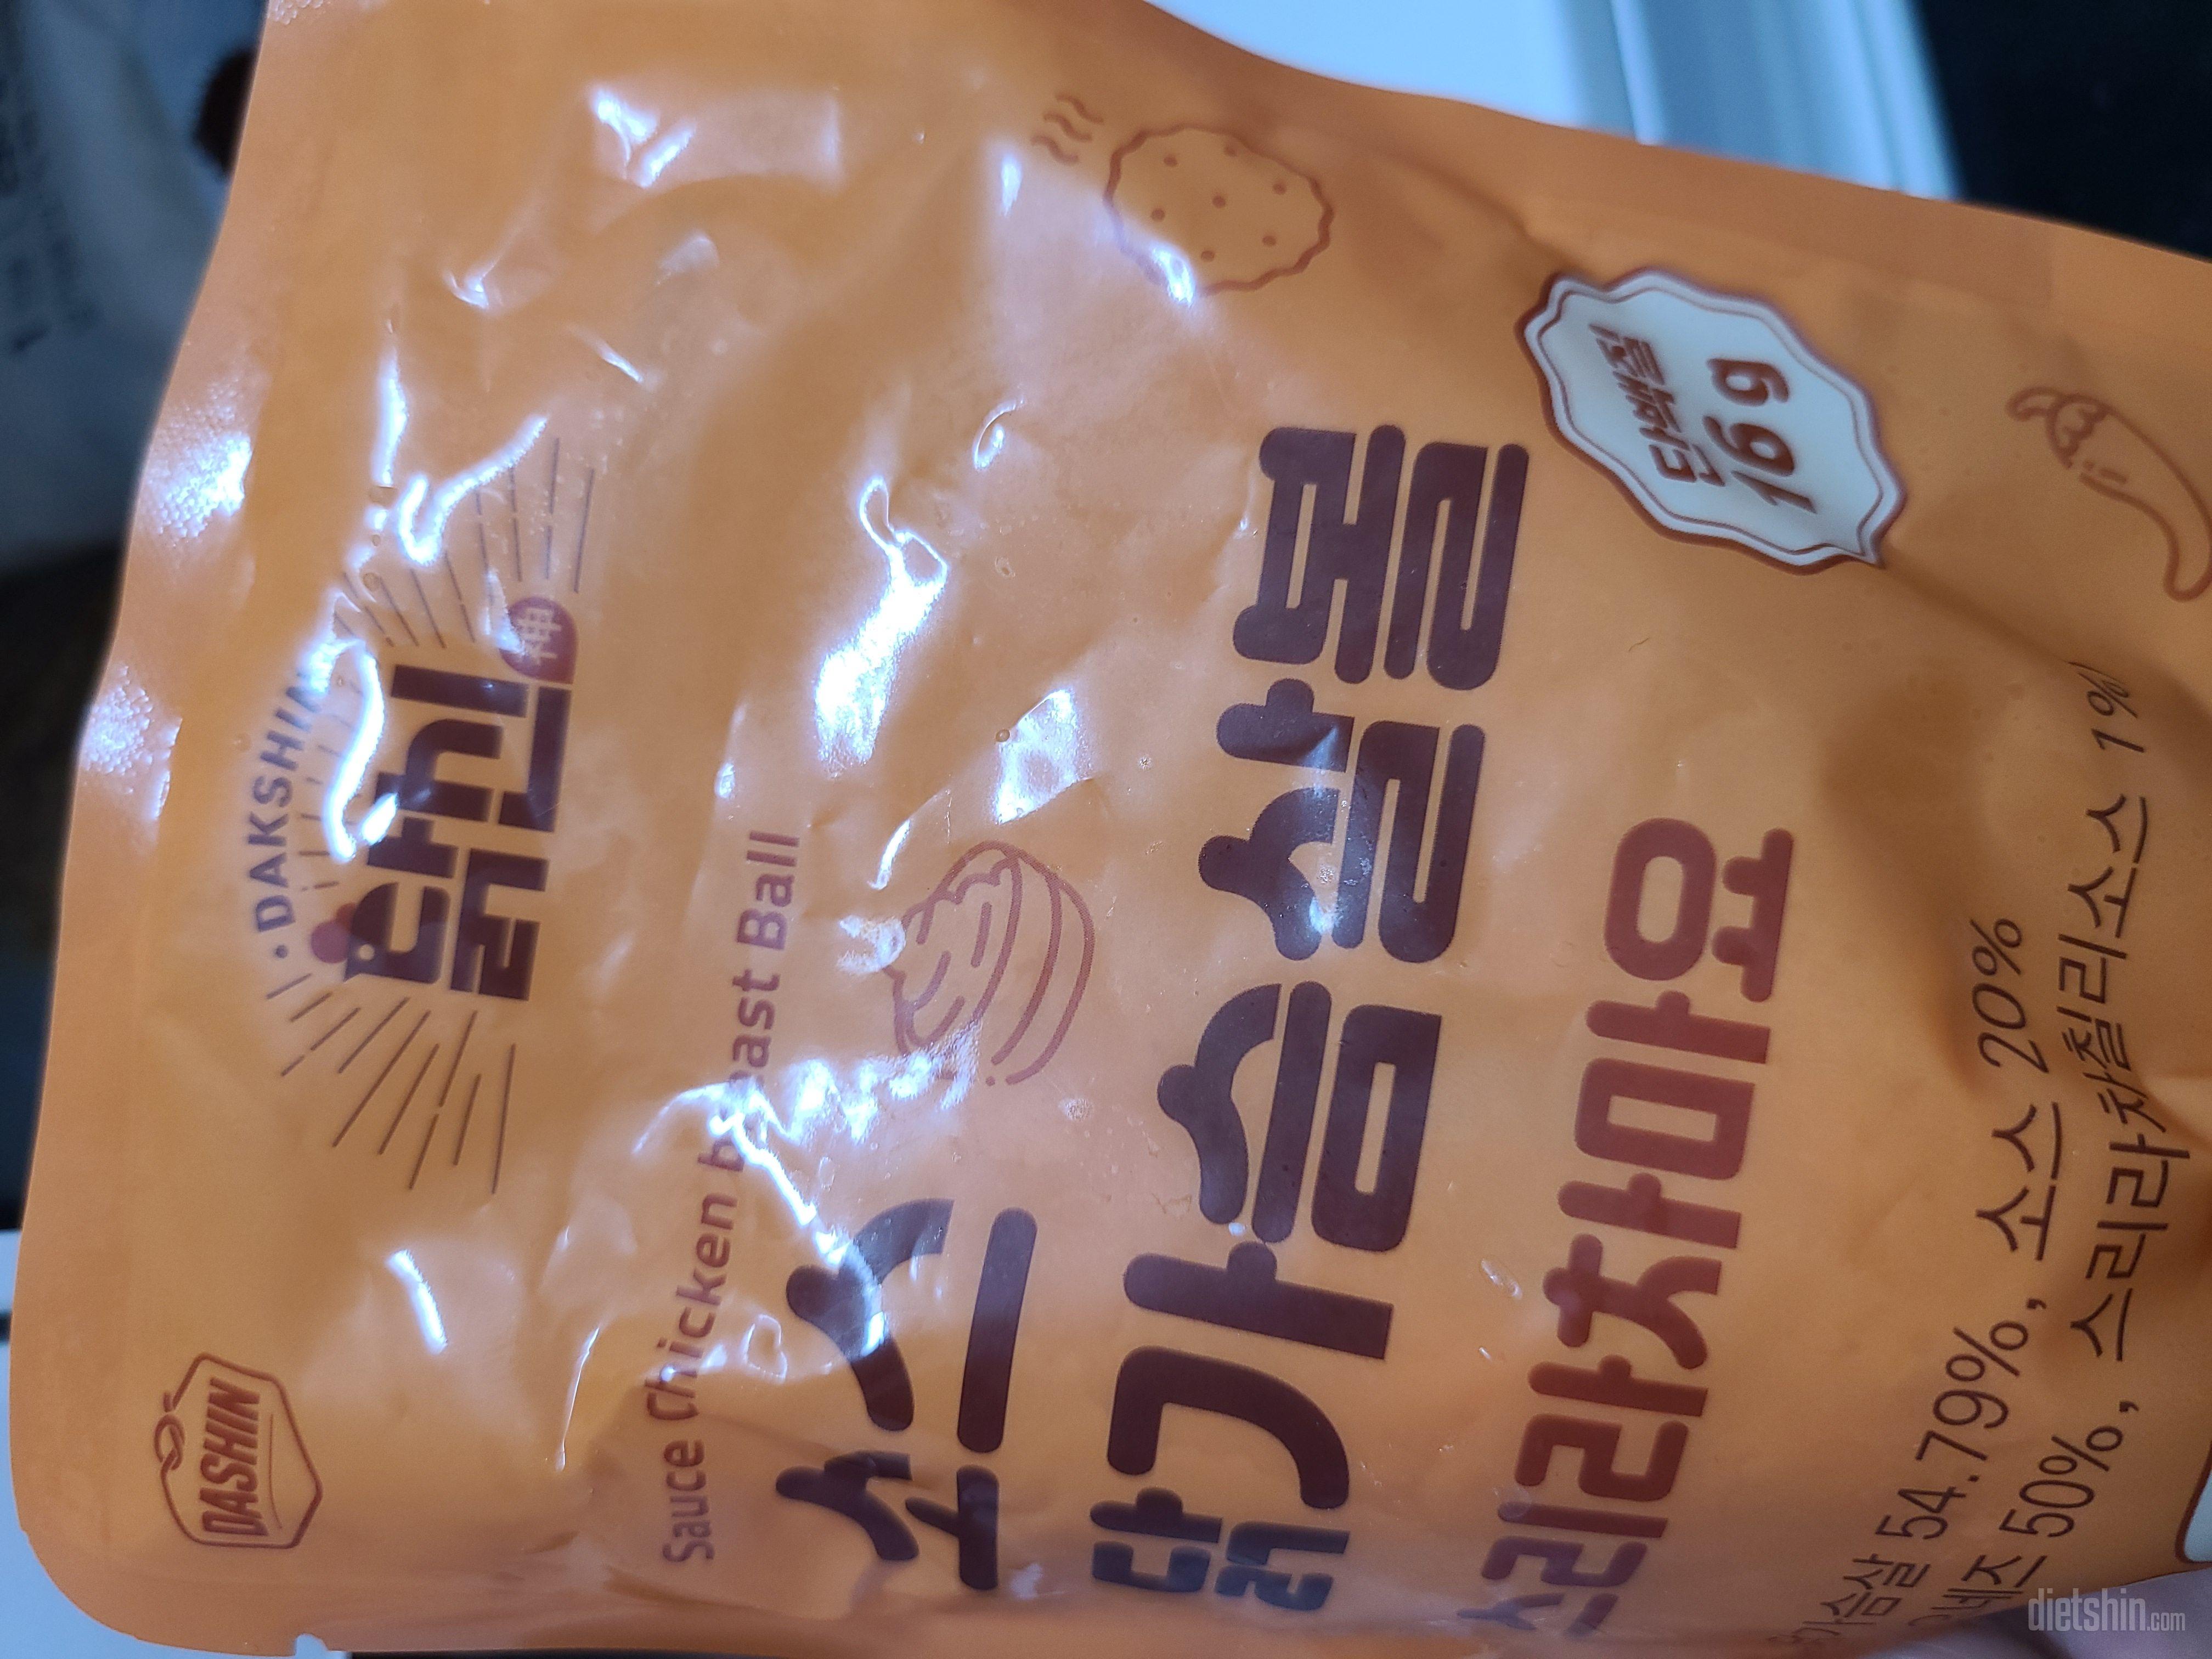 DASHIN
DAKSHIN
닭신
神
Sauce Chicken breast Ball
소스
닭가슴살볼
스리라차마요
단백질
16g
54.79%, 소스 20%
50%, 스리라차칠리소스 1%
dietshin.com